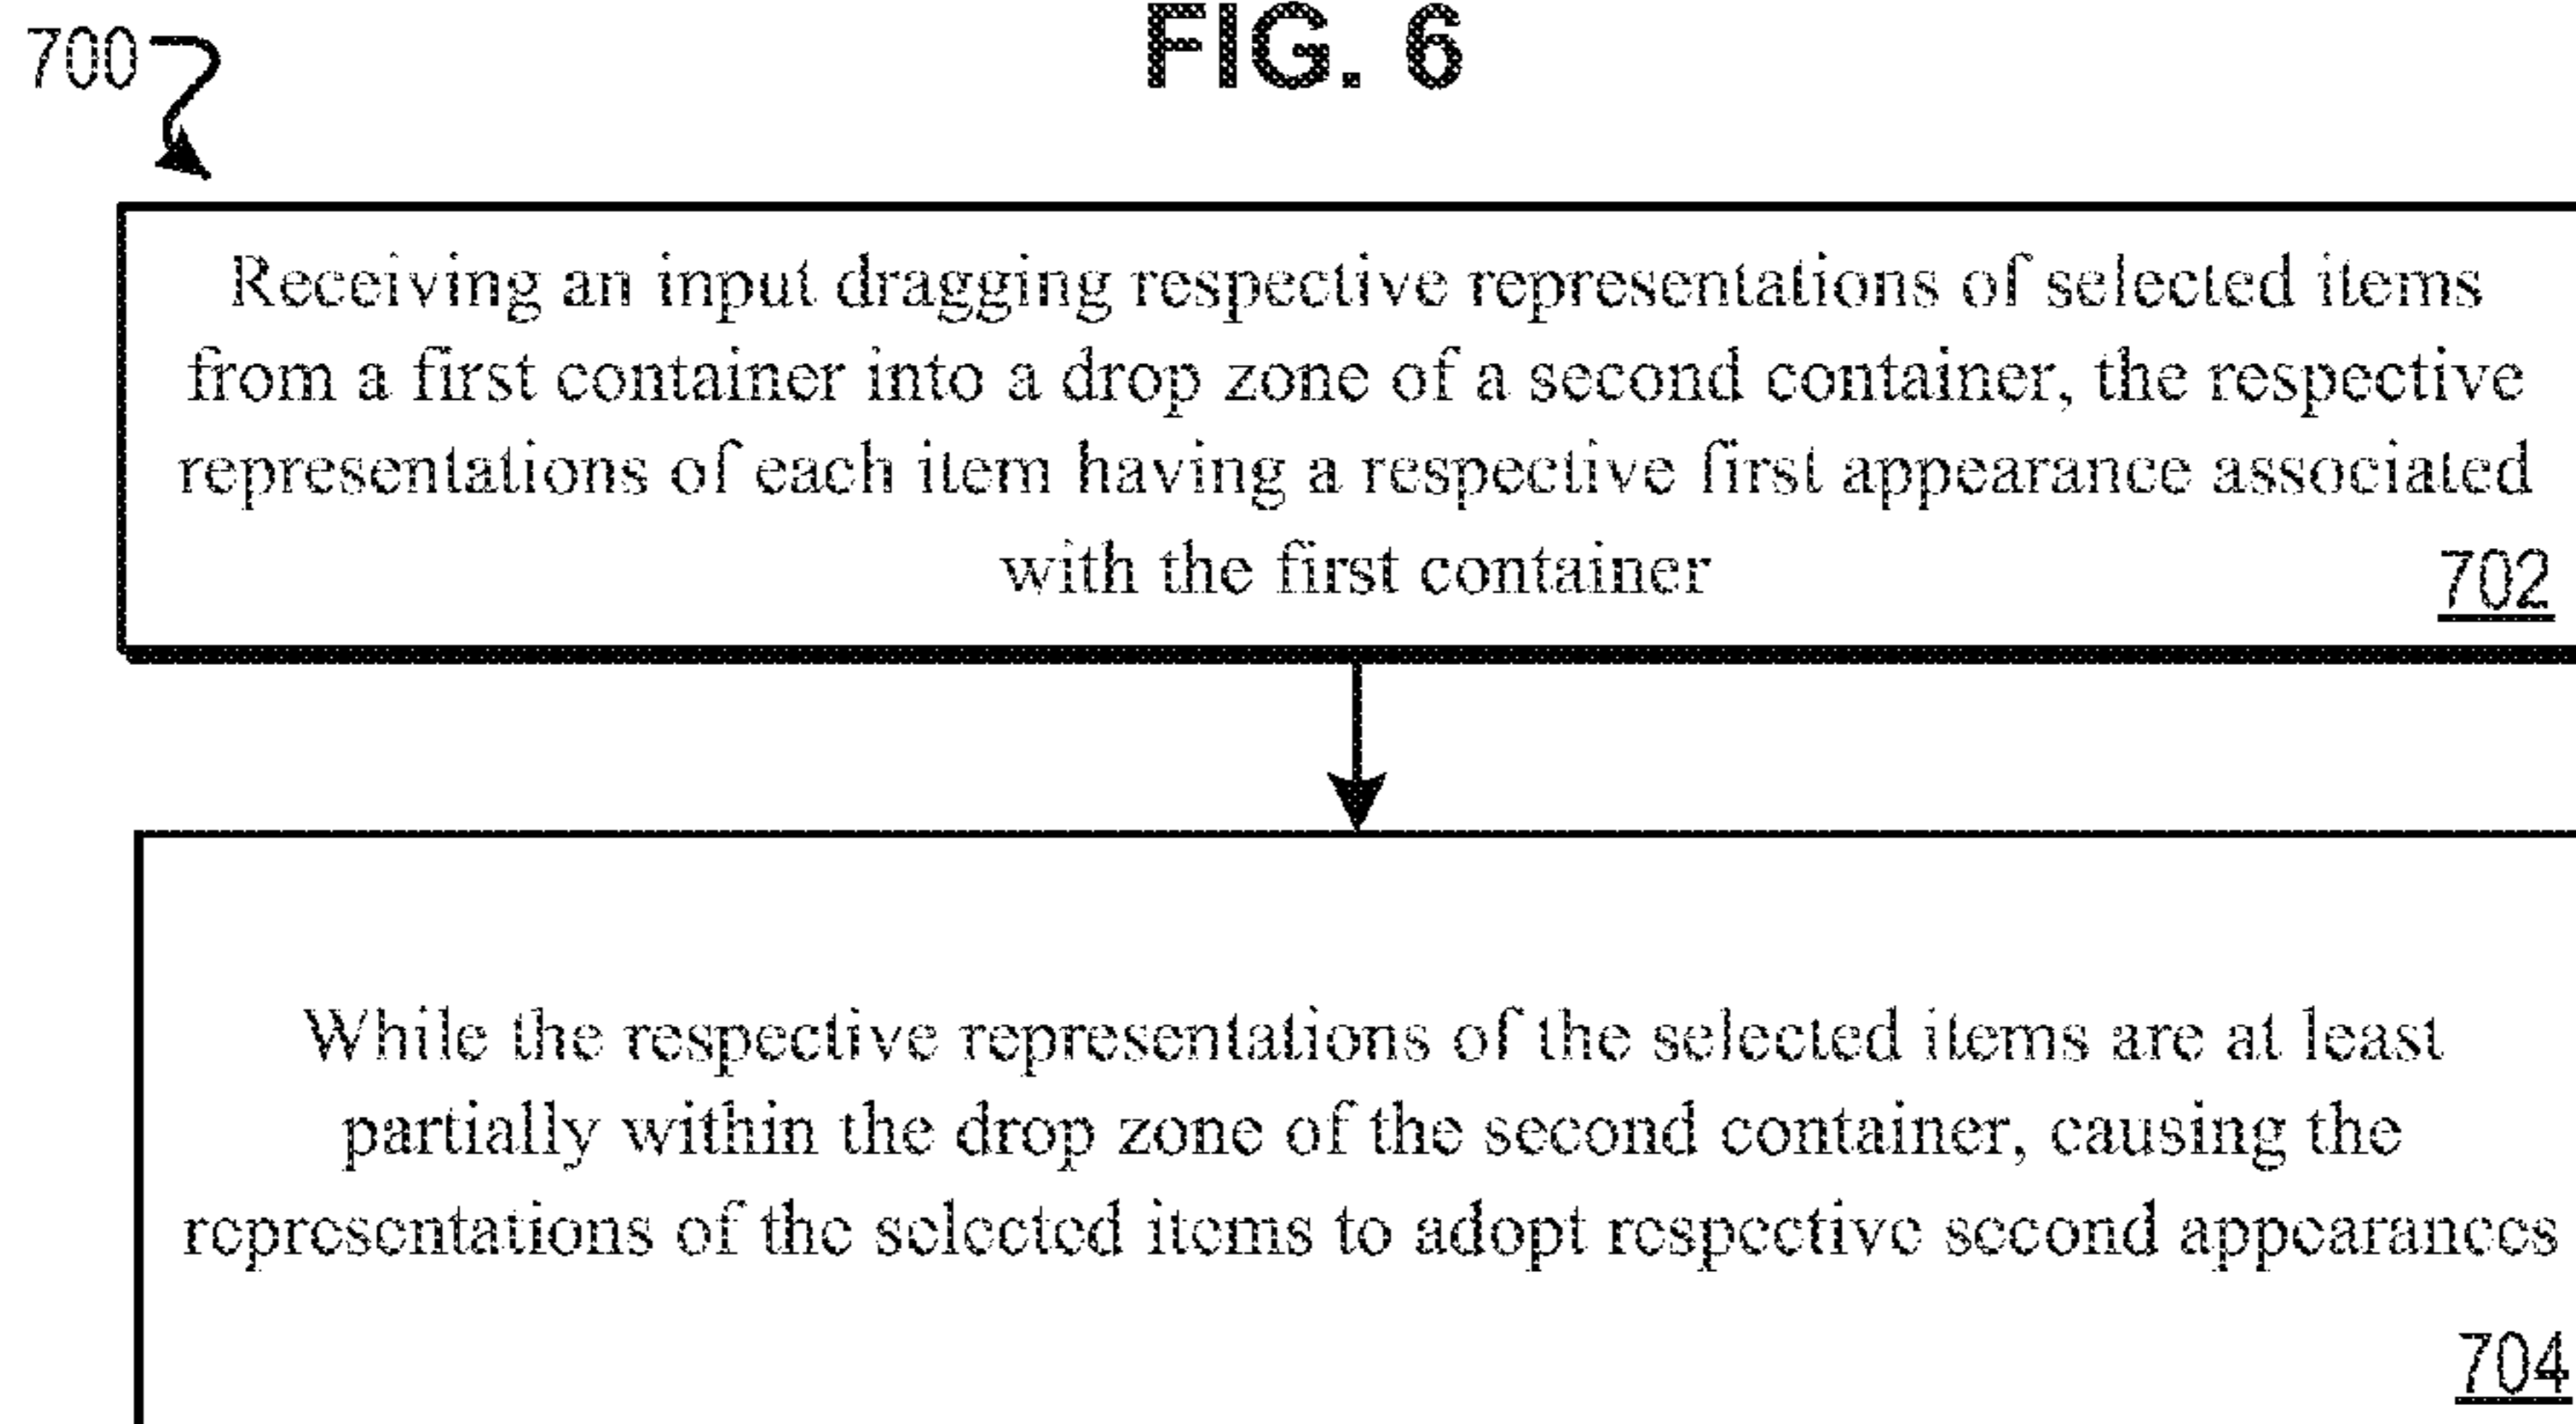 FIG. 6
700
Receiving an input dragging respective representations of selected items
from a first container into a drop zone of a second container, the respective
representations of each item having a respective first appearance associated
with the first container
702
While the respective representations of the selected items are at least
partially within the drop zone of the second container, causing the
representations of the selected items to adopt respective second appearances
704